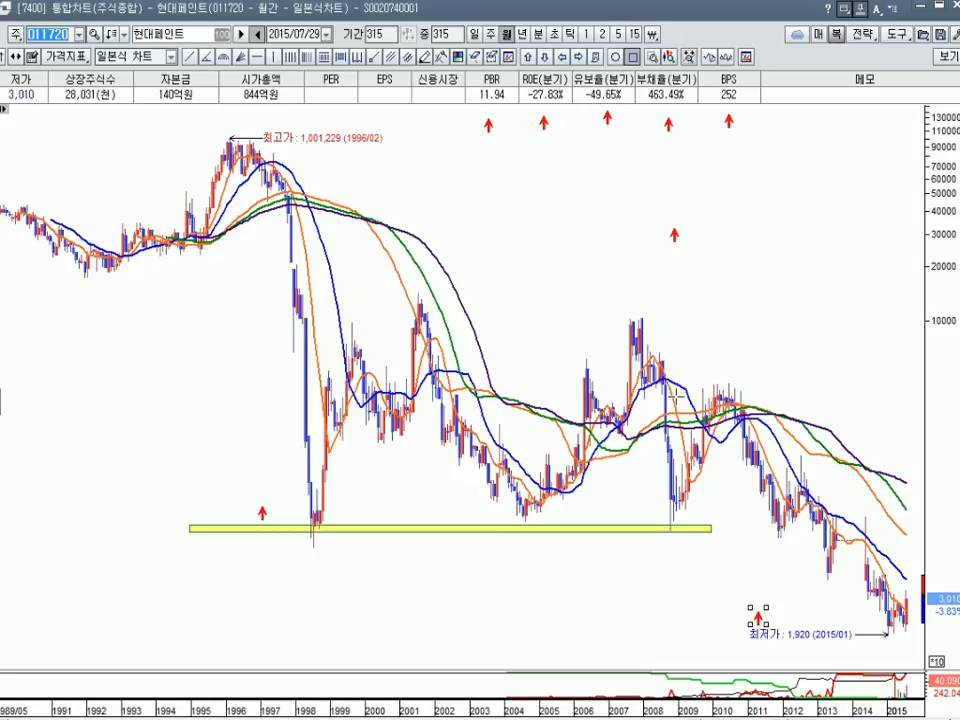 [7400] 통합차트(주식종합) - 현대페인트(011720 - 월간 - 일본식차트) - S0020740001
주 011720 현대페인트 100 2015/07/29 기간 315 중 315 일 주 월 년 분 초 틱 1 2 5 15 매 복 전략 도구
가격지표 일본식 차트 보기
저가 상장주식수 자본금 시가총액 PER EPS 신용시장 PBR ROE(분기) 유보율(분기) 부채율(분기) BPS 메모
3,010 28,031(천) 140억원 844억원 11.94 -27.83% -49.65% 463.49% 252
최고가 : 1,001,229 (1996/02)
130000
110000
90000
70000
60000
50000
40000
30000
20000
10000
3,010
-3.83%
최저가 : 1,920 (2015/01)
*10
40,090
242.04
989/05 1991 1992 1993 1994 1995 1996 1997 1998 1999 2000 2001 2002 2003 2004 2005 2006 2007 2008 2009 2010 2011 2012 2013 2014 2015